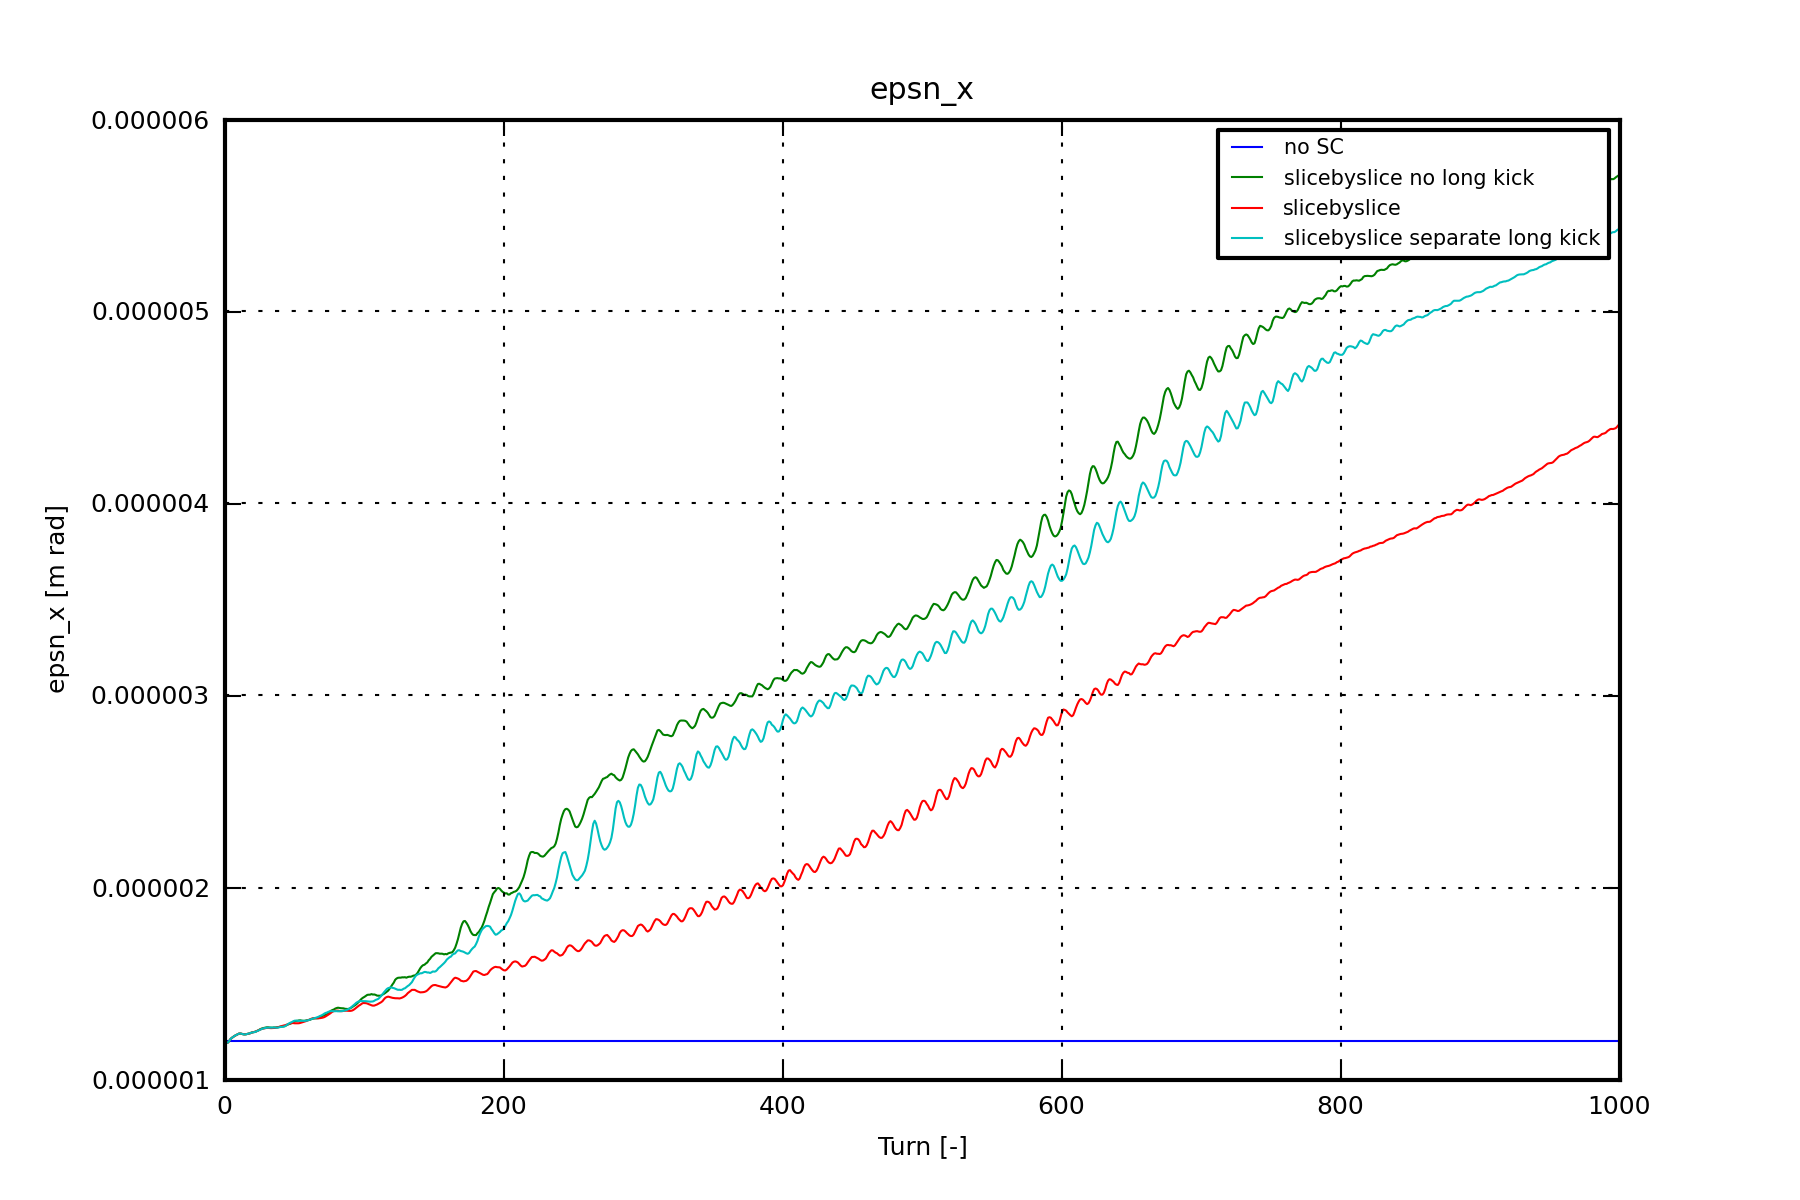 epsn_x
0.000006
0.000005
0.000004
0.000003
0.000002
0.000001
epsn_x [m rad]
no SC
slicebyslice no long kick
slicebyslice
slicebyslice separate long kick
0 200 400 600 800 1000
Turn [-]